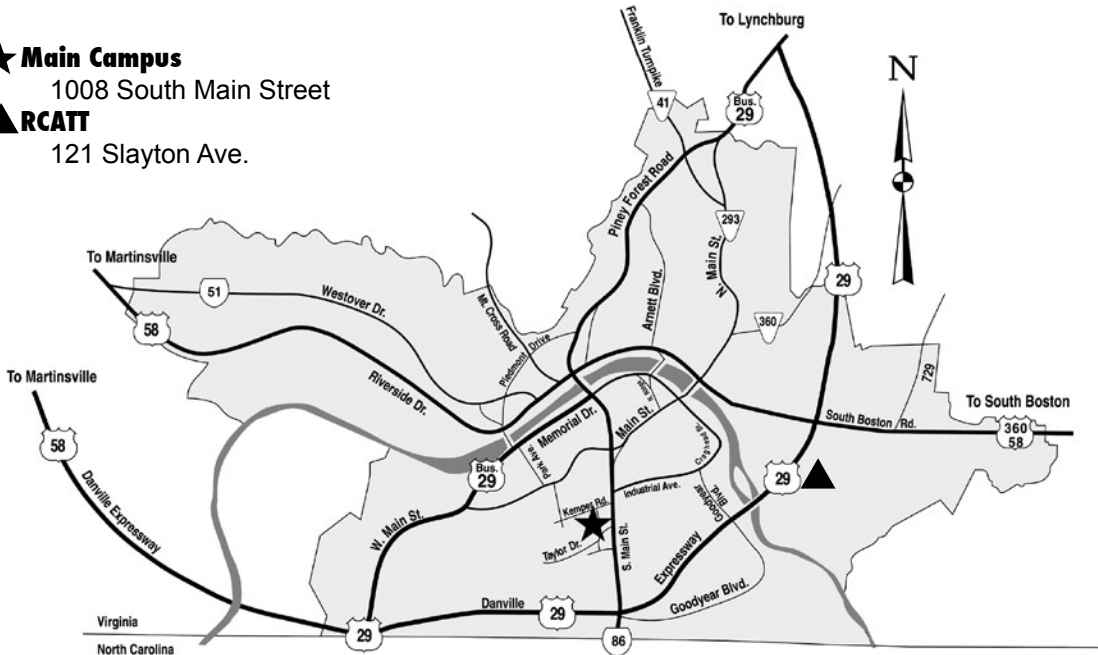 Main Campus
1008 South Main Street
RCATT
121 Slayton Ave.
To Lynchburg
N
Franklin Turnpike
41
Bus.
29
Piney Forest Road
293
N. Main St.
Arnett Blvd.
29
To Martinsville
51
58
Westover Dr.
Mt. Cross Road
Piedmont Drive
360
729
To Martinsville
Riverside Dr.
To South Boston
360
58
South Boston Rd.
58
Memorial Dr.
Main St.
Craghead St.
Park Ave.
Bus.
29
29
Industrial Ave.
Goodyear
Blvd.
Kemper Rd.
W. Main St.
Taylor Dr.
S. Main St.
Expressway
Danville Expressway
Goodyear Blvd.
Danville
29
Virginia
29
86
North Carolina